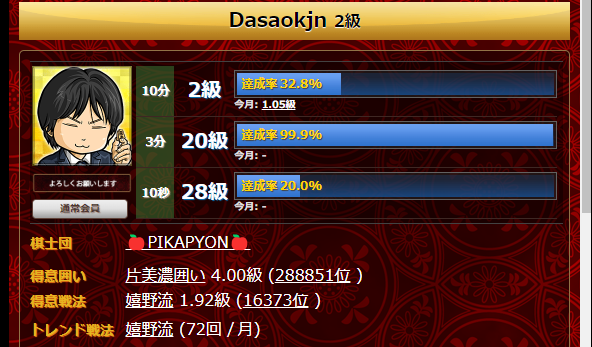 Dasaokjn 2級
10分 2級 達成率 32.8%
今月: 1.05級
3分 20級 達成率 99.9%
今月: -
よろしくお願いします
10秒 28級 達成率 20.0%
今月: -
通常会員
棋士団 🍎PIKAPYON🍎
得意囲い 片美濃囲い 4.00級 (288851位 )
得意戦法 嬉野流 1.92級 (16373位 )
トレンド戦法 嬉野流 (72回 / 月)